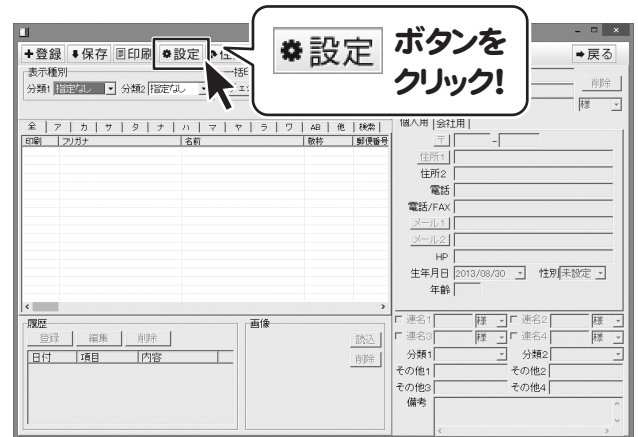 ✚登録 保存 印刷 設定
設定 ボタンを
クリック!
➡戻る
表示種別
分類1 指定なし 分類2 指定なし
削除
様
全 ア カ サ タ ナ ハ マ ヤ ラ ワ AB 他 検索
印刷 フリガナ 名前 敬称 郵便番号
個人用 会社用
〒 -
住所1
住所2
電話
電話/FAX
メール1
メール2
HP
生年月日 2013/08/30 性別 未設定
年齢
履歴
登録 編集 削除
日付 項目 内容
画像
読込
削除
連名1 様 連名2 様
連名3 様 連名4 様
分類1 分類2
その他1 その他2
その他3 その他4
備考